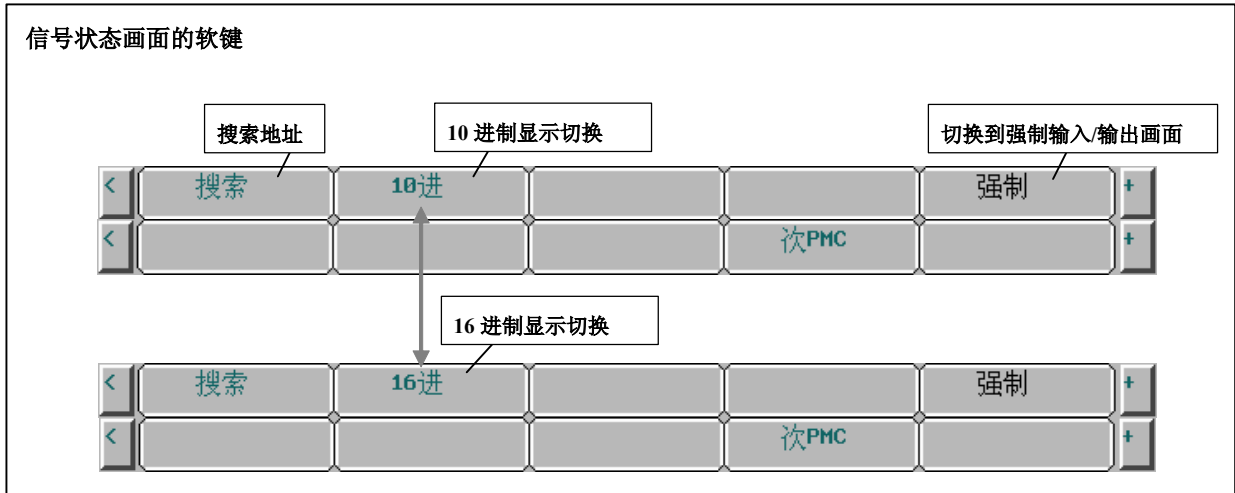 信号状态画面的软键
搜索地址
10 进制显示切换
切换到强制输入/输出画面
< 搜索 10进 强制 +
< 次PMC +
16 进制显示切换
< 搜索 16进 强制 +
< 次PMC +